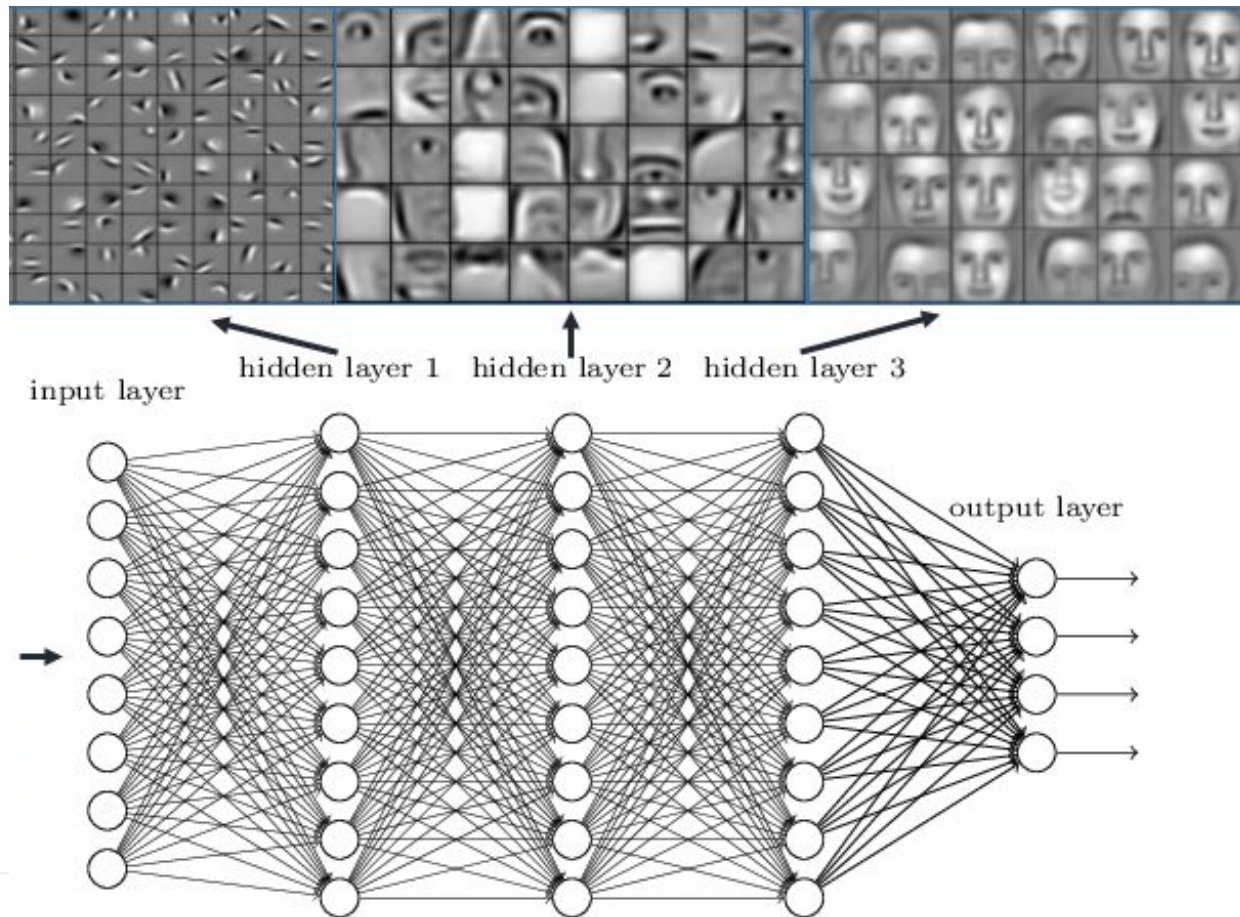 hidden layer 1
hidden layer 2
hidden layer 3
input layer
output layer